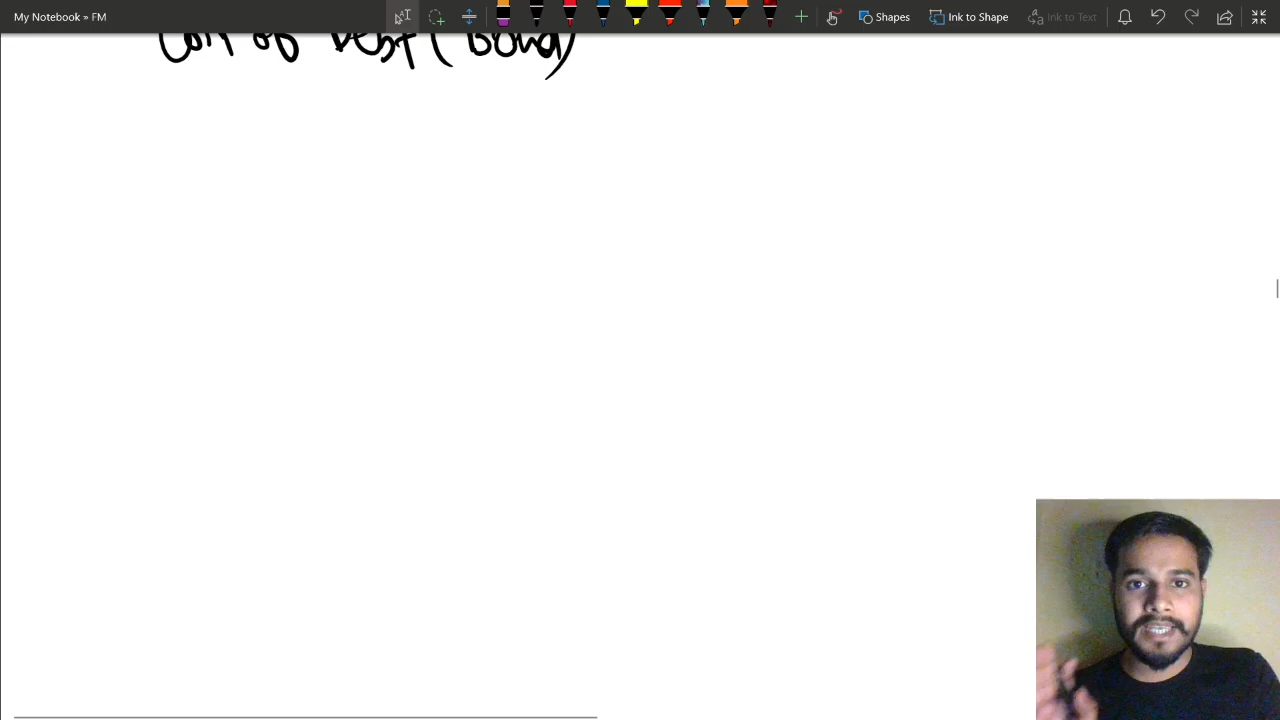 My Notebook » FM
Shapes
Ink to Shape
Ink to Text
of Debt (Bond)